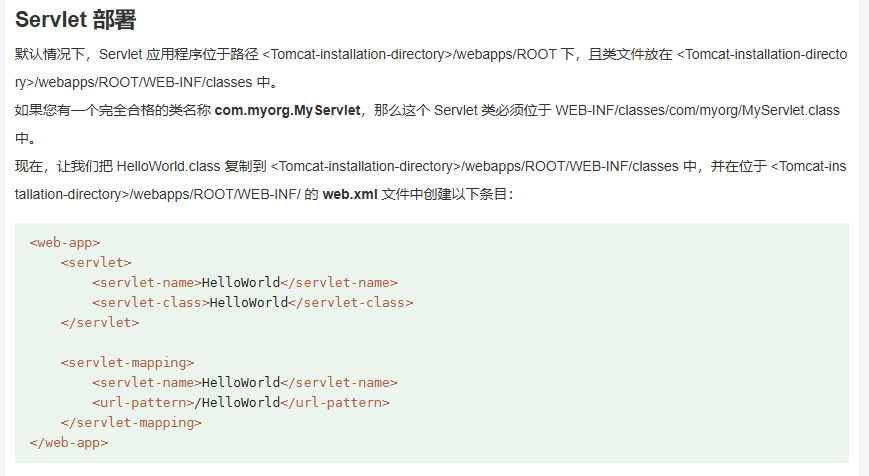 Servlet 部署
默认情况下，Servlet 应用程序位于路径 <Tomcat-installation-directory>/webapps/ROOT 下，且类文件放在 <Tomcat-installation-directo
ry>/webapps/ROOT/WEB-INF/classes 中。
如果您有一个完全合格的类名称 com.myorg.MyServlet，那么这个 Servlet 类必须位于 WEB-INF/classes/com/myorg/MyServlet.class
中。
现在，让我们把 HelloWorld.class 复制到 <Tomcat-installation-directory>/webapps/ROOT/WEB-INF/classes 中，并在位于 <Tomcat-ins
tallation-directory>/webapps/ROOT/WEB-INF/ 的 web.xml 文件中创建以下条目：
<web-app>
    <servlet>
        <servlet-name>HelloWorld</servlet-name>
        <servlet-class>HelloWorld</servlet-class>
    </servlet>
    <servlet-mapping>
        <servlet-name>HelloWorld</servlet-name>
        <url-pattern>/HelloWorld</url-pattern>
    </servlet-mapping>
</web-app>